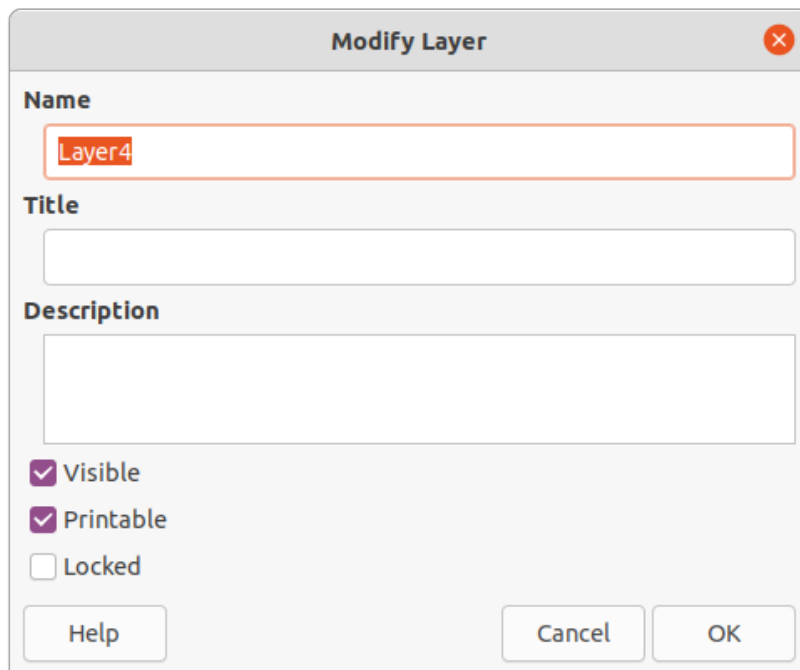 Modify Layer
Name
Layer4
Title
Description
Visible
Printable
Locked
Help Cancel OK